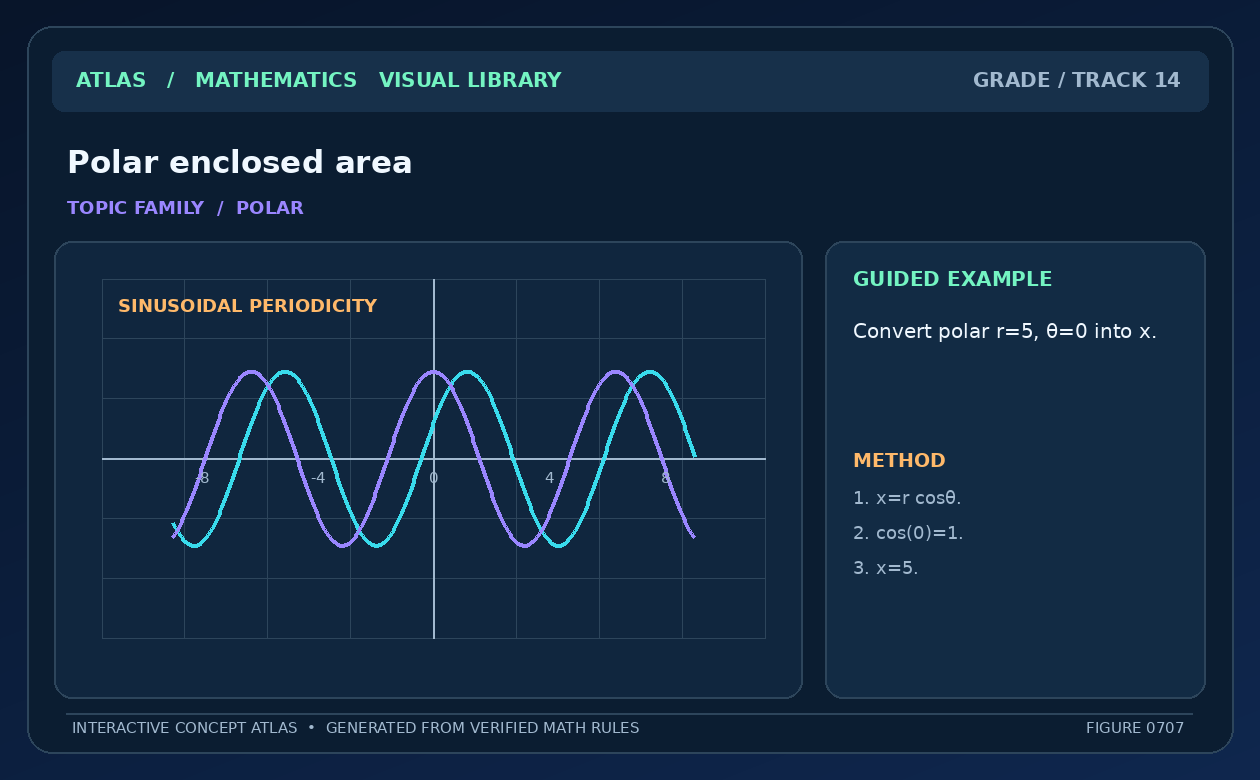 ATLAS / MATHEMATICS VISUAL LIBRARY
GRADE / TRACK 14
Polar enclosed area
TOPIC FAMILY / POLAR
SINUSOIDAL PERIODICITY
-8 -4 0 4 8
GUIDED EXAMPLE
Convert polar r=5, θ=0 into x.
METHOD
1. x=r cosθ.
2. cos(0)=1.
3. x=5.
INTERACTIVE CONCEPT ATLAS • GENERATED FROM VERIFIED MATH RULES
FIGURE 0707